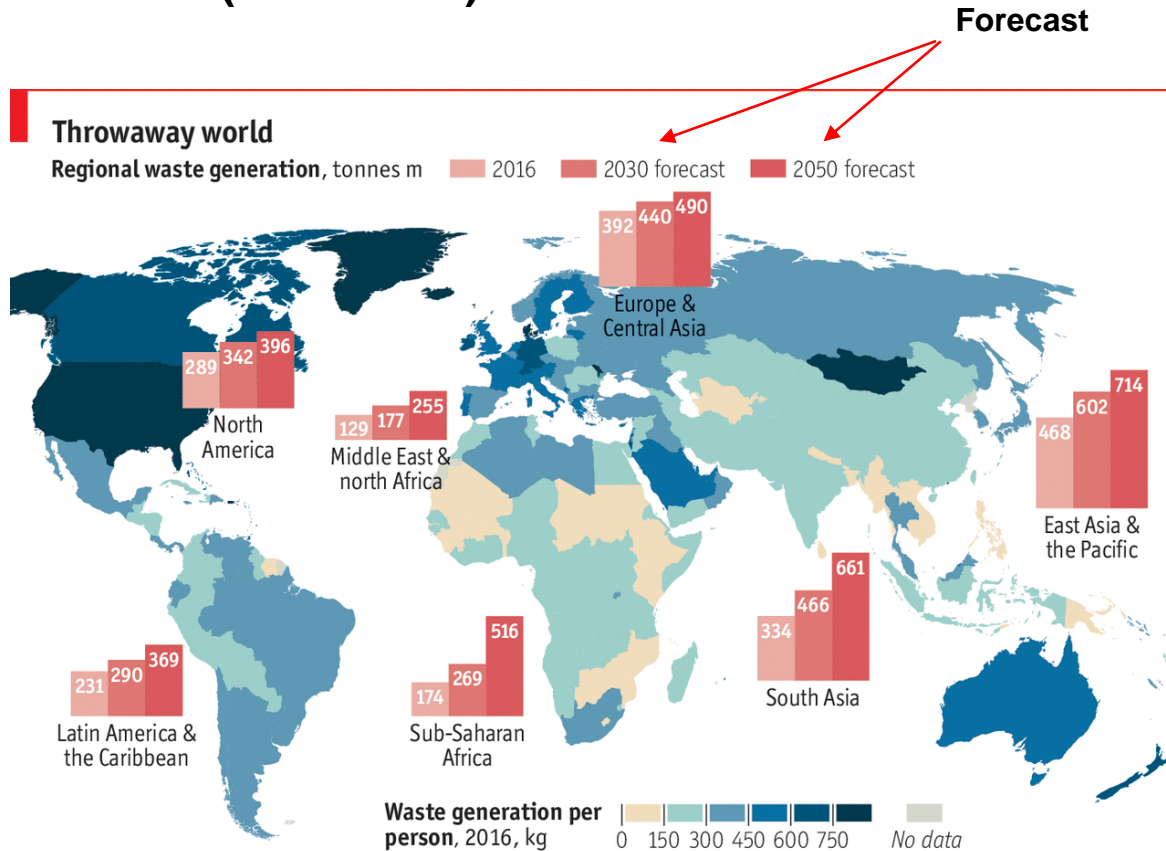 Forecast
Throwaway world
Regional waste generation, tonnes m 2016 2030 forecast 2050 forecast
392 440 490
Europe &
Central Asia
289 342 396
North
America
129 177 255
Middle East &
north Africa
468 602 714
East Asia &
the Pacific
334 466 661
South Asia
174 269 516
Sub-Saharan
Africa
231 290 369
Latin America &
the Caribbean
Waste generation per
person, 2016, kg
0 150 300 450 600 750
No data